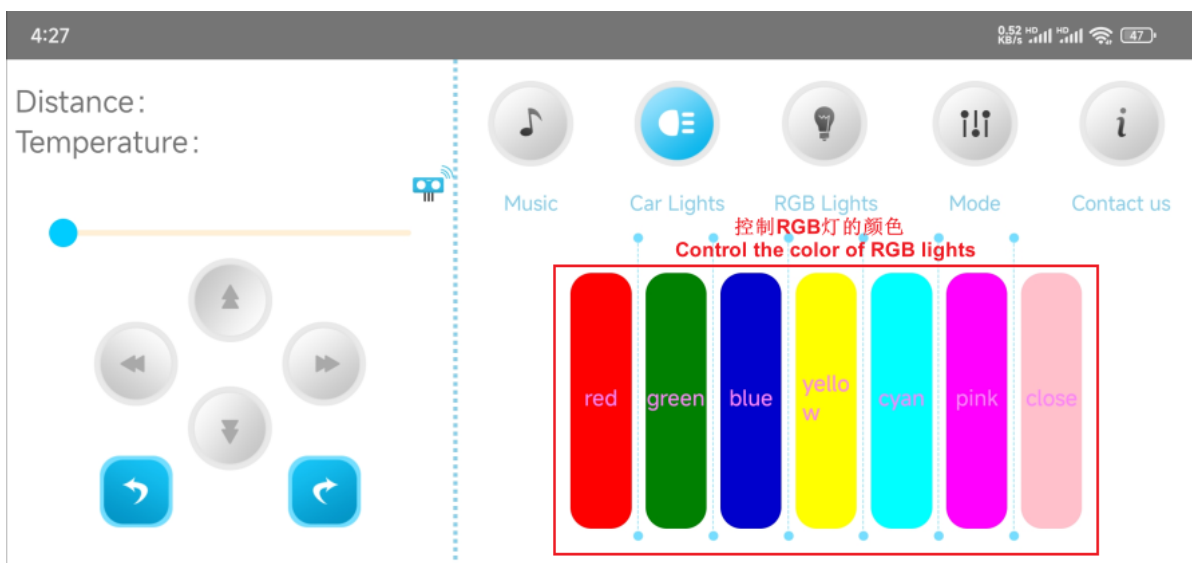 4:27
0.52
KB/s
HD
HD
47
Distance:
Temperature:
Music
Car Lights
RGB Lights
Mode
Contact us
控制RGB灯的颜色
Control the color of RGB lights
red
green
blue
yello
w
cyan
pink
close